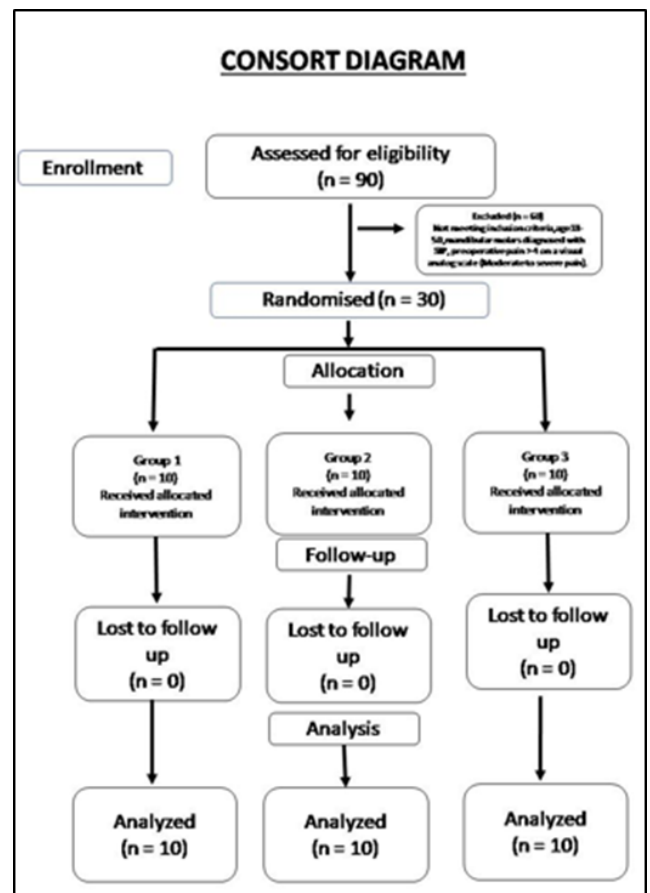 CONSORT DIAGRAM
Enrollment
Assessed for eligibility
(n = 90)
Excluded (n = 60)
Not meeting inclusion criteria, age 18-
50, mandibular molars diagnosed with
preoperative pain >4 on a visual
analog scale (Moderate to severe pain).
Randomised (n = 30)
Allocation
Group 1
(n = 10)
Received allocated
intervention
Group 2
(n = 10)
Received allocated
intervention
Group 3
(n = 10)
Received allocated
intervention
Follow-up
Lost to follow
up
(n = 0)
Lost to follow
up
(n = 0)
Lost to follow
up
(n = 0)
Analysis
Analyzed
(n = 10)
Analyzed
(n = 10)
Analyzed
(n = 10)